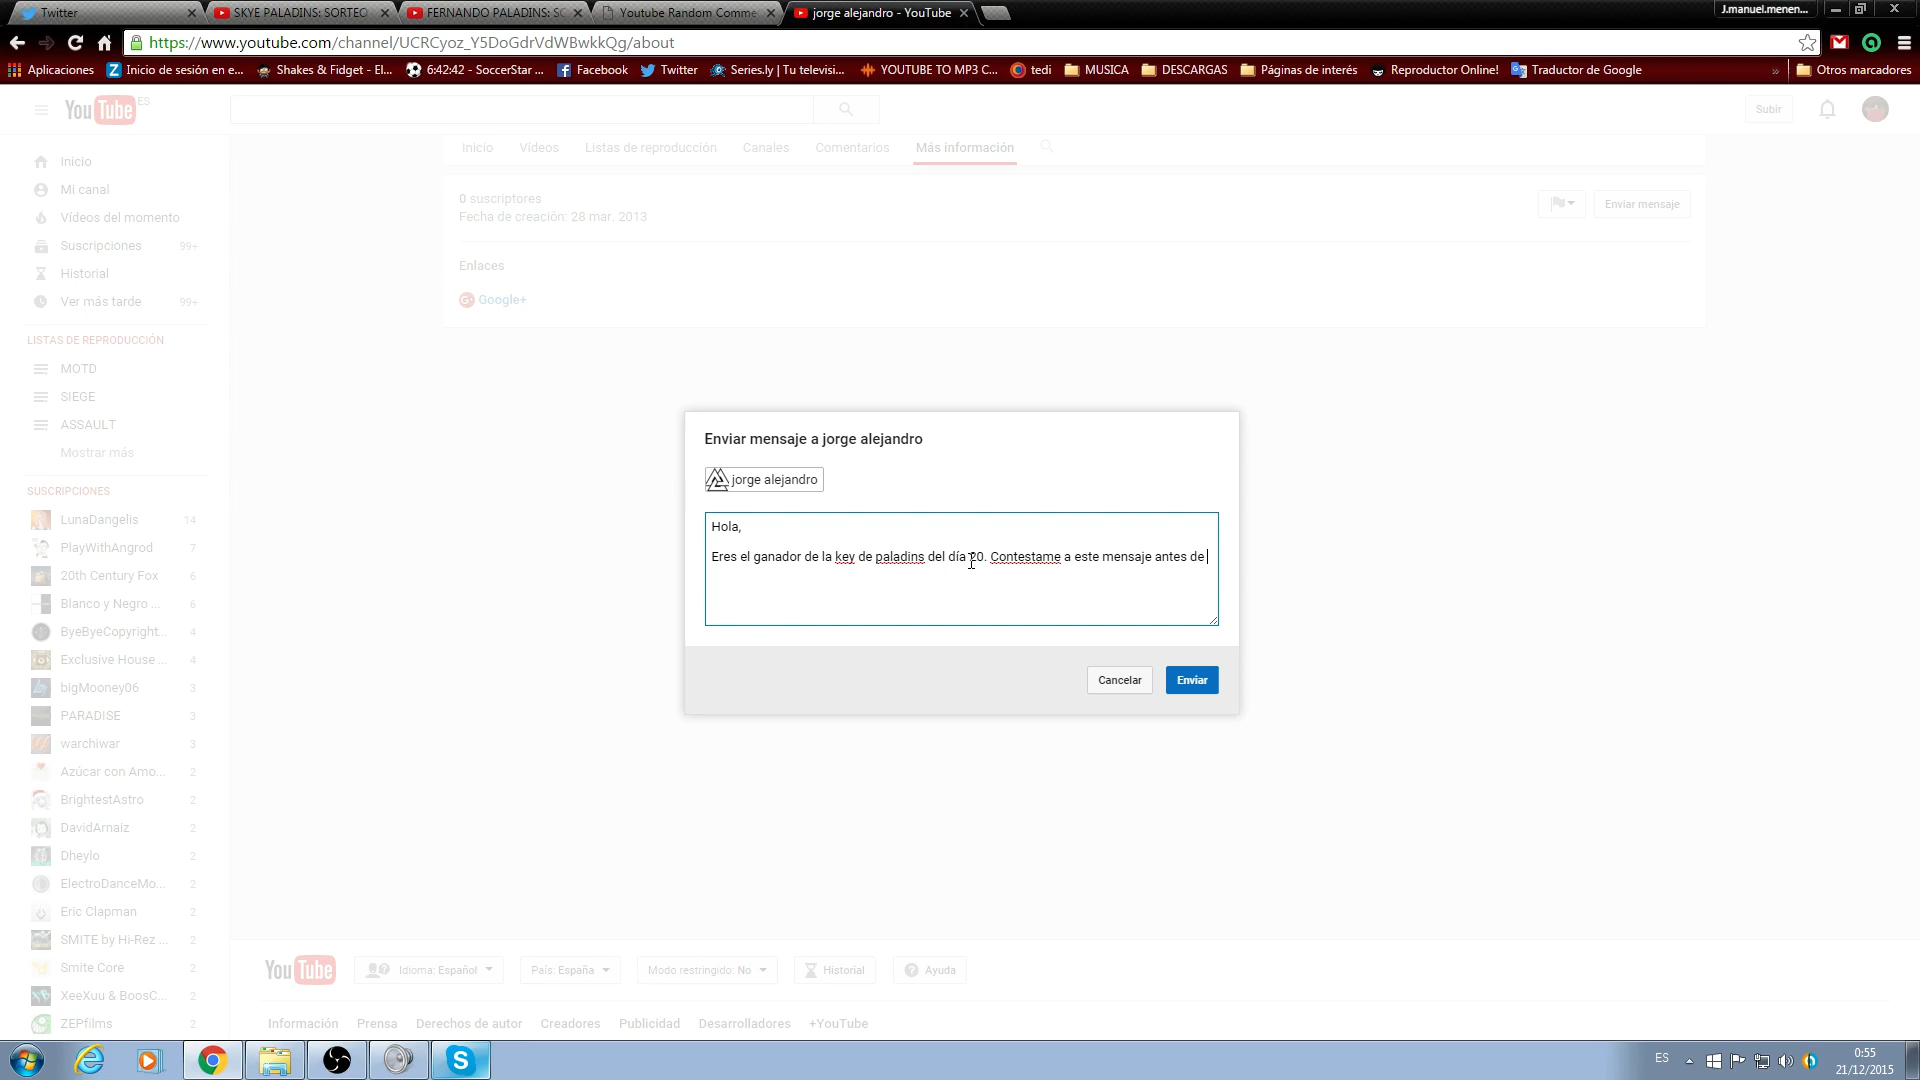 Twitter
SKYE PALADINS: SORTEO
FERNANDO PALADINS: SC
Youtube Random Comme
jorge alejandro - YouTube
J.manuel.menen...
https://www.youtube.com/channel/UCRCyoz_Y5DoGdrVdWBwkkQg/about
Aplicaciones
Inicio de sesión en e...
Shakes & Fidget - El...
6:42:42 - SoccerStar ...
Facebook
Twitter
Series.ly | Tu televisi...
YOUTUBE TO MP3 C...
tedi
MUSICA
DESCARGAS
Páginas de interés
Reproductor Online!
Traductor de Google
»
Otros marcadores
YouTube ES
Subir
Inicio
Vídeos
Listas de reproducción
Canales
Comentarios
Más información
Inicio
Mi canal
Vídeos del momento
Suscripciones 99+
Historial
Ver más tarde 99+
LISTAS DE REPRODUCCIÓN
MOTD
SIEGE
ASSAULT
Mostrar más
SUSCRIPCIONES
LunaDangelis 14
PlayWithAngrod 7
20th Century Fox 6
Blanco y Negro ... 6
ByeByeCopyright... 4
Exclusive House ... 4
bigMooney06 3
PARADISE 3
warchiwar 3
Azúcar con Amo... 2
BrightestAstro 2
DavidArnaiz 2
Dheylo 2
ElectroDanceMo... 2
Eric Clapman 2
SMITE by Hi-Rez ... 2
Smite Core 2
XeeXuu & BoosC... 2
ZEPfilms 2
0 suscriptores
Fecha de creación: 28 mar. 2013
Enviar mensaje
Enlaces
Google+
Enviar mensaje a jorge alejandro
jorge alejandro
Hola,
Eres el ganador de la key de paladins del día 20. Contestame a este mensaje antes de
Cancelar
Enviar
YouTube
Idioma: Español
País: España
Modo restringido: No
Historial
Ayuda
Información
Prensa
Derechos de autor
Creadores
Publicidad
Desarrolladores
+YouTube
ES
0:55
21/12/2015